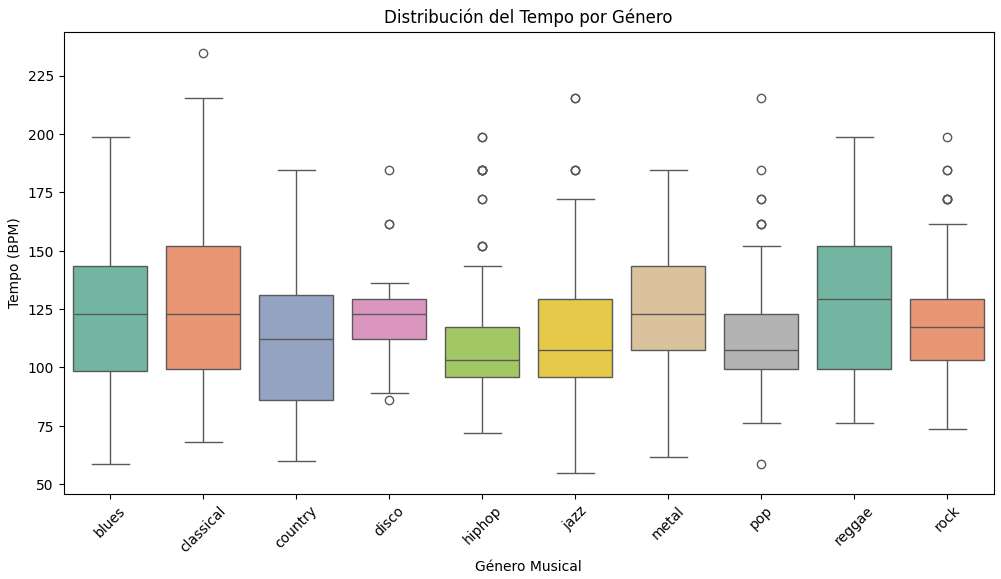 Distribución del Tempo por Género
Tempo (BPM)
225
200
175
150
125
100
75
50
blues
classical
country
disco
hiphop
jazz
metal
pop
reggae
rock
Género Musical